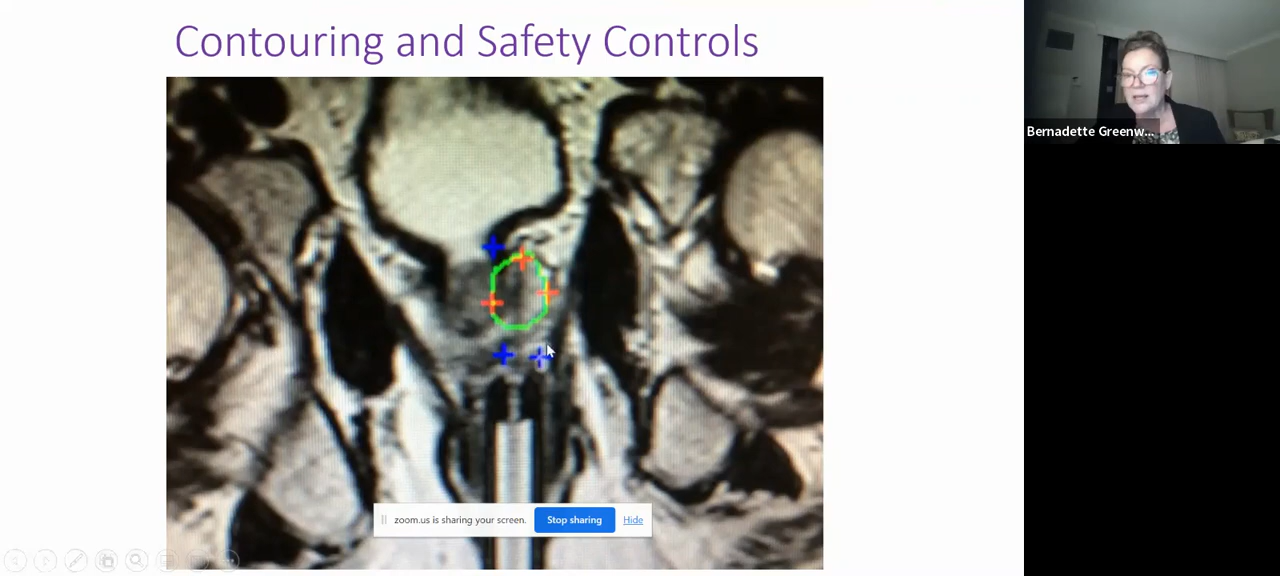 Contouring and Safety Controls
Bernadette Greenw...
zoom.us is sharing your screen.
Stop sharing
Hide